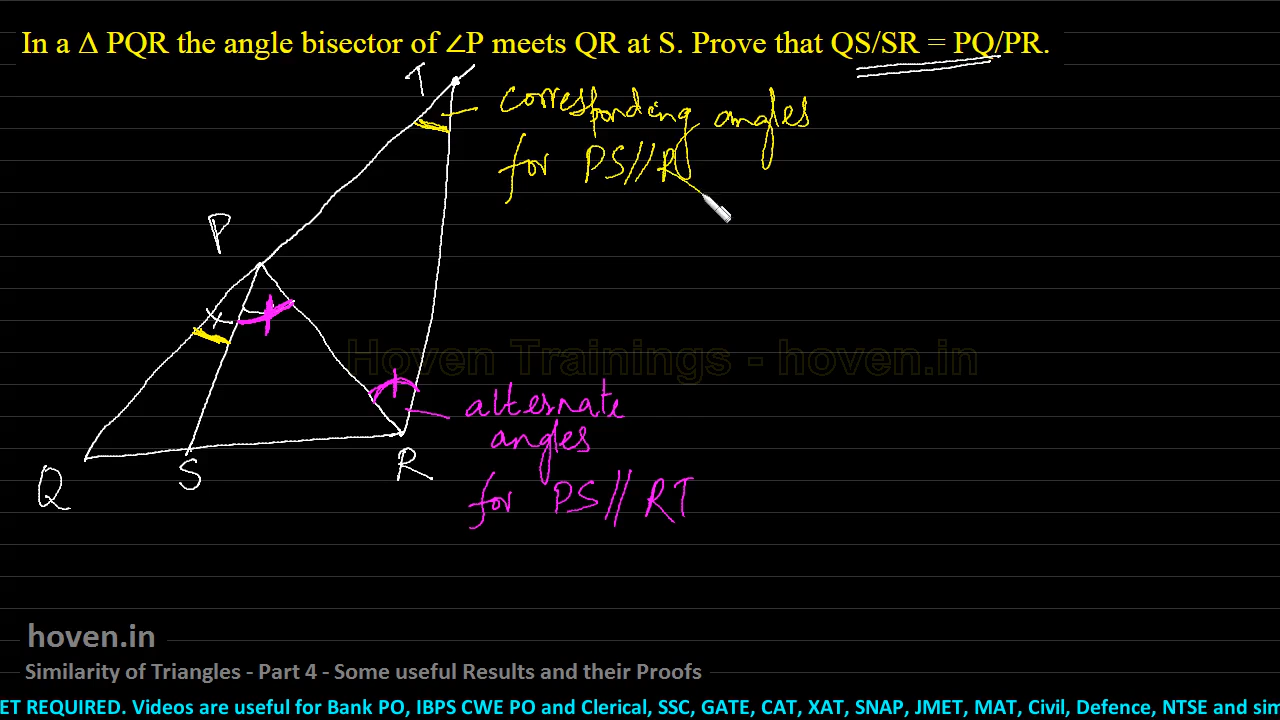 In a Δ PQR the angle bisector of ∠P meets QR at S. Prove that QS/SR = PQ/PR.
T
corresponding angles
for PS//R
P
Hoven Trainings - hoven.in
alternate
angles
Q
S
R
for PS// RT
hoven.in
Similarity of Triangles - Part 4 - Some useful Results and their Proofs
ET REQUIRED. Videos are useful for Bank PO, IBPS CWE PO and Clerical, SSC, GATE, CAT, XAT, SNAP, JMET, MAT, Civil, Defence, NTSE and sim